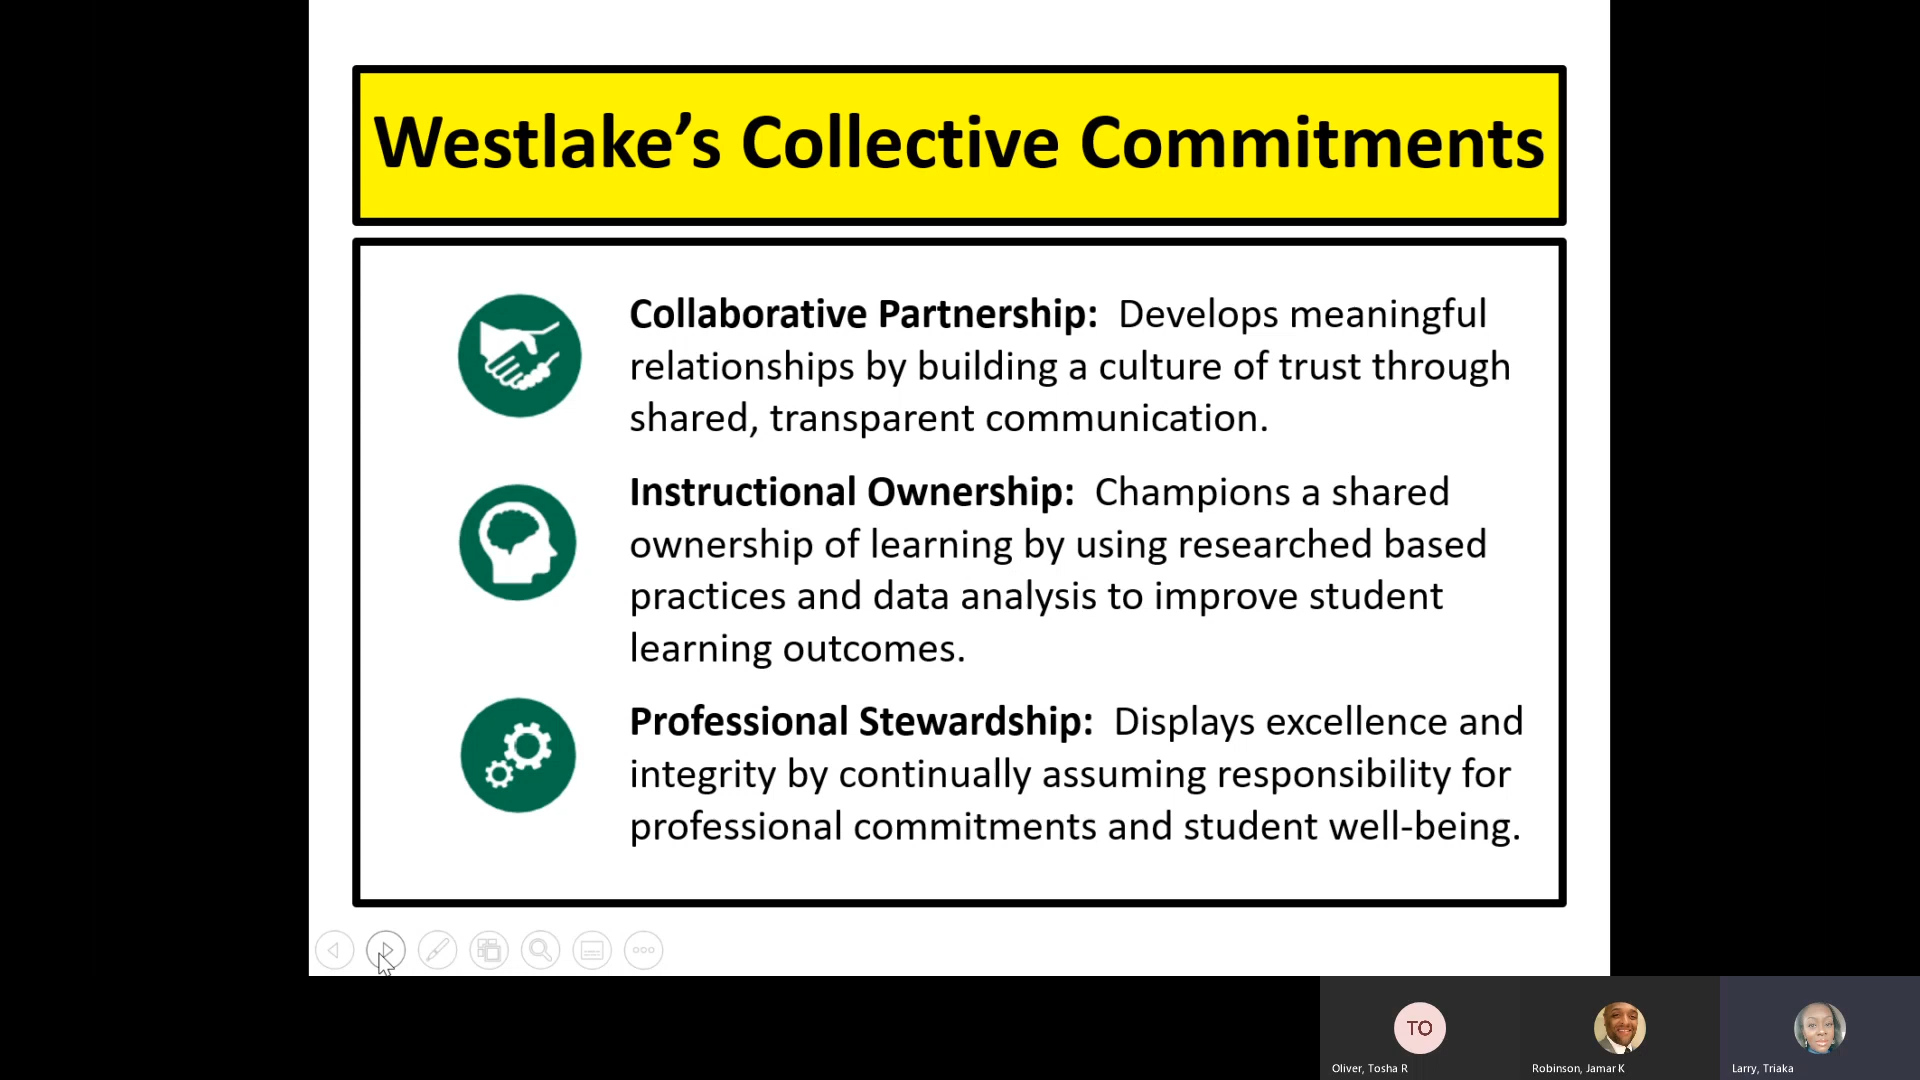 Westlake’s Collective Commitments
Collaborative Partnership:  Develops meaningful
relationships by building a culture of trust through
shared, transparent communication.
Instructional Ownership:  Champions a shared
ownership of learning by using researched based
practices and data analysis to improve student
learning outcomes.
Professional Stewardship:  Displays excellence and
integrity by continually assuming responsibility for
professional commitments and student well-being.
TO
Oliver, Tosha R
Robinson, Jamar K
Larry, Triaka